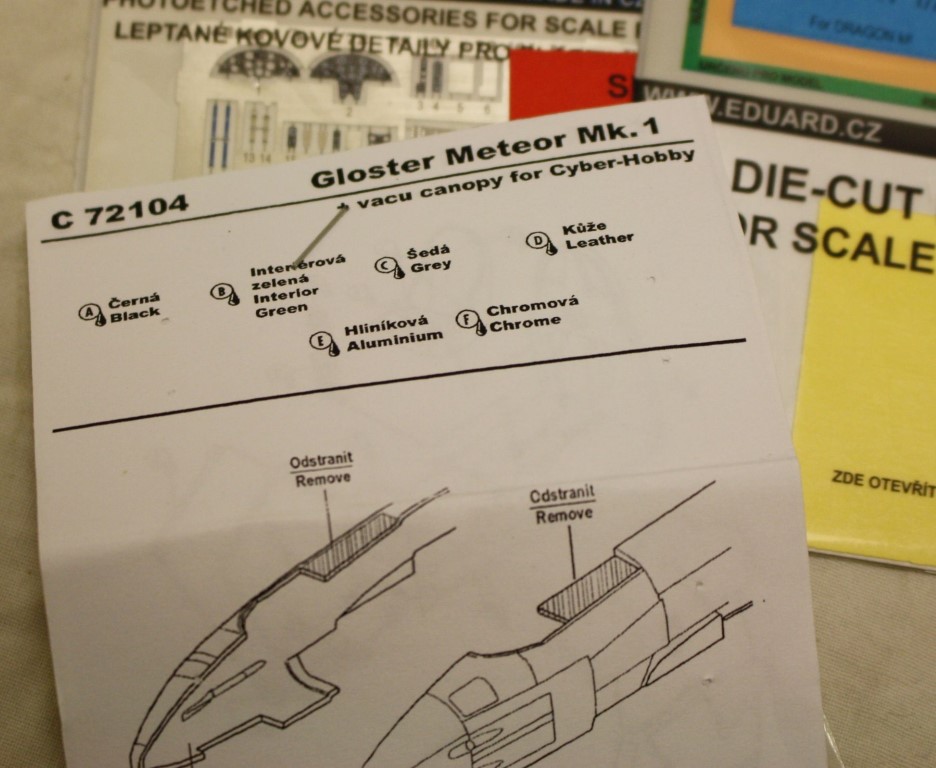 PHOTOETCHED ACCESSORIES FOR SCALE
LEPTANÉ KOVOVÉ DETAILY PRO
For DRAGON
WWW.EDUARD.CZ
DIE-CUT
OR SCALE
ZDE OTEVŘÍT
C 72104
Gloster Meteor Mk.1
+ vacu canopy for Cyber-Hobby
A Černá
Black
B Interiérová
zelená
Interior
Green
C Šedá
Grey
D Kůže
Leather
E Hliníková
Aluminium
F Chromová
Chrome
Odstranit
Remove
Odstranit
Remove